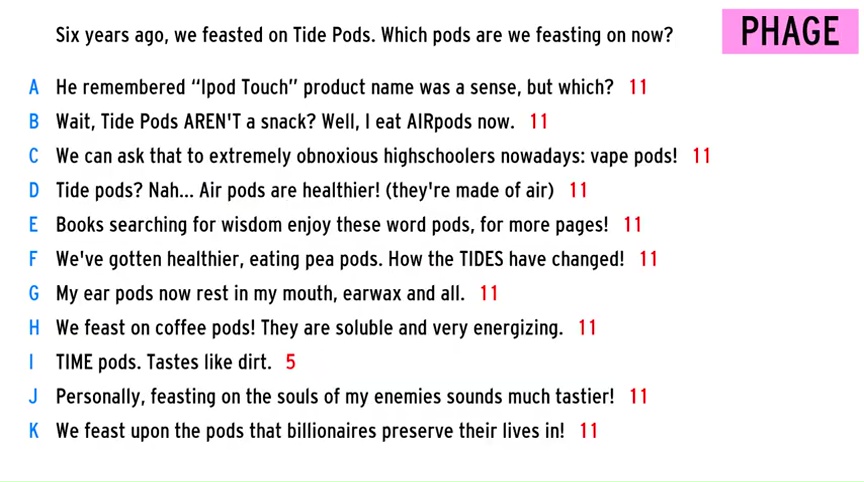 Six years ago, we feasted on Tide Pods. Which pods are we feasting on now?
PHAGE
A He remembered “Ipod Touch” product name was a sense, but which? 11
B Wait, Tide Pods AREN'T a snack? Well, I eat AIRpods now. 11
C We can ask that to extremely obnoxious highschoolers nowadays: vape pods! 11
D Tide pods? Nah... Air pods are healthier! (they're made of air) 11
E Books searching for wisdom enjoy these word pods, for more pages! 11
F We've gotten healthier, eating pea pods. How the TIDES have changed! 11
G My ear pods now rest in my mouth, earwax and all. 11
H We feast on coffee pods! They are soluble and very energizing. 11
I TIME pods. Tastes like dirt. 5
J Personally, feasting on the souls of my enemies sounds much tastier! 11
K We feast upon the pods that billionaires preserve their lives in! 11